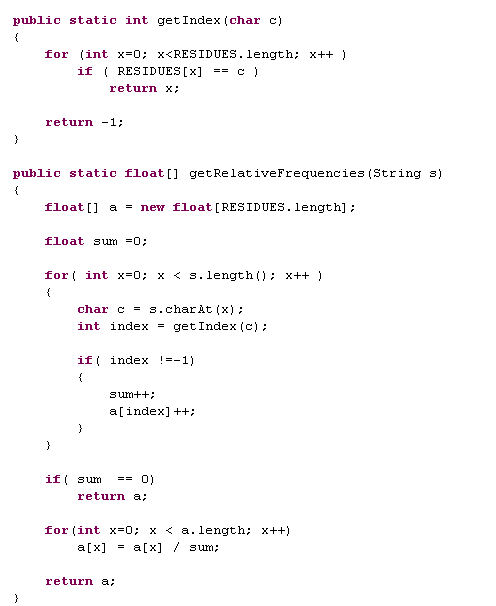 public static int getIndex(char c)
{
    for (int x=0; x<RESIDUES.length; x++ )
        if ( RESIDUES[x] == c )
            return x;

    return -1;
}

public static float[] getRelativeFrequencies(String s)
{
    float[] a = new float[RESIDUES.length];

    float sum =0;

    for( int x=0; x < s.length(); x++ )
    {
        char c = s.charAt(x);
        int index = getIndex(c);

        if( index !=-1)
        {
            sum++;
            a[index]++;
        }
    }

    if( sum  == 0)
        return a;

    for(int x=0; x < a.length; x++)
        a[x] = a[x] / sum;

    return a;
}